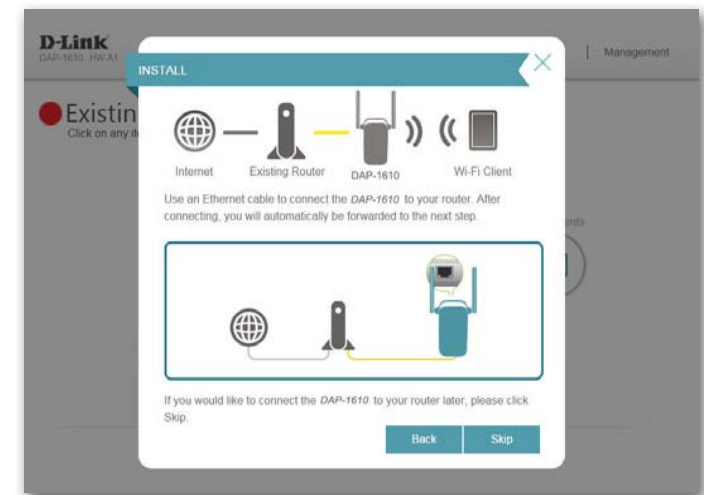 D-Link
DAP-1610 HW A1
Management
INSTALL
Existin
Click on any it
Internet
Existing Router
DAP-1610
Wi-Fi Client
Use an Ethernet cable to connect the DAP-1610 to your router. After
connecting, you will automatically be forwarded to the next step.
ents
If you would like to connect the DAP-1610 to your router later, please click
Skip.
Back
Skip